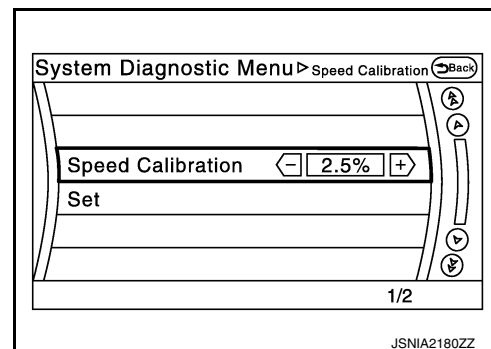 System Diagnostic Menu ▷ Speed Calibration Back
Speed Calibration - 2.5% +
Set
1/2
JSNIA2180ZZ